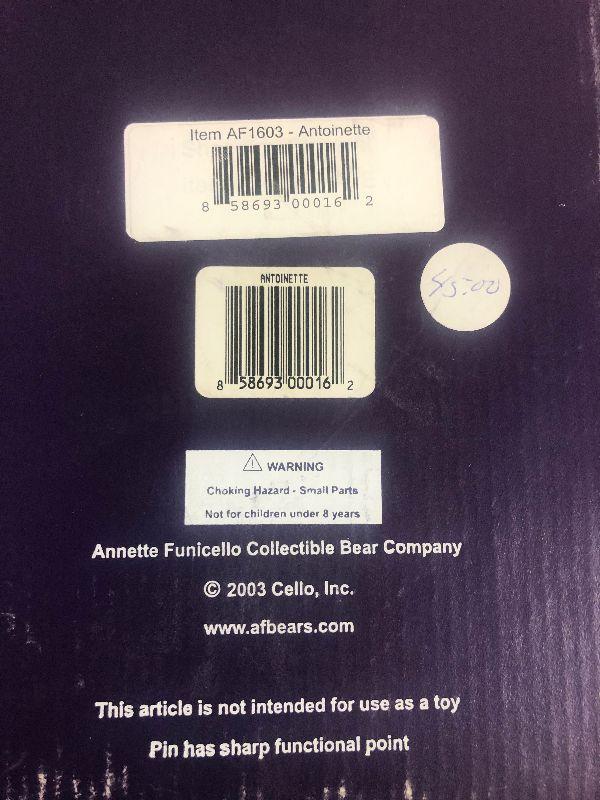 Item AF1603 - Antoinette
8 58693 00016 2
ANTOINETTE
8 58693 00016 2
45.00
WARNING
Choking Hazard - Small Parts
Not for children under 8 years
Annette Funicello Collectible Bear Company
© 2003 Cello, Inc.
www.afbears.com
This article is not intended for use as a toy
Pin has sharp functional point